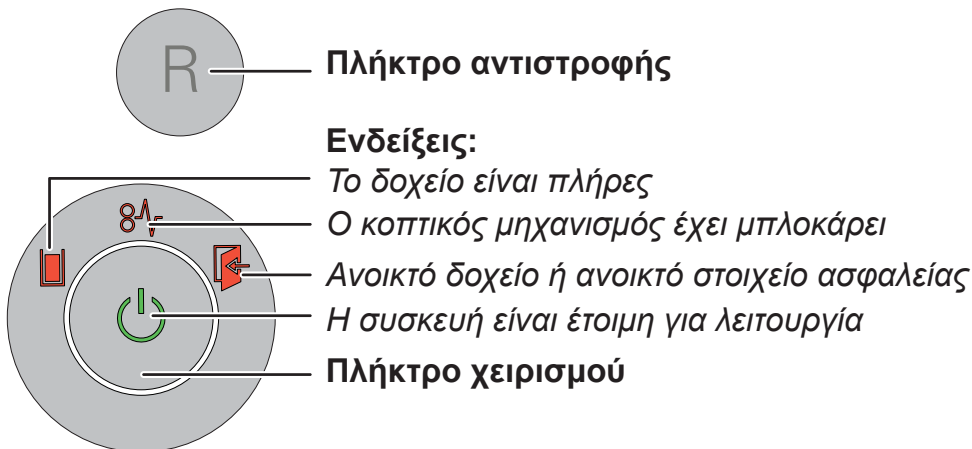 R
Πλήκτρο αντιστροφής
Ενδείξεις:
Το δοχείο είναι πλήρες
Ο κοπτικός μηχανισμός έχει μπλοκάρει
Ανοικτό δοχείο ή ανοικτό στοιχείο ασφαλείας
Η συσκευή είναι έτοιμη για λειτουργία
Πλήκτρο χειρισμού